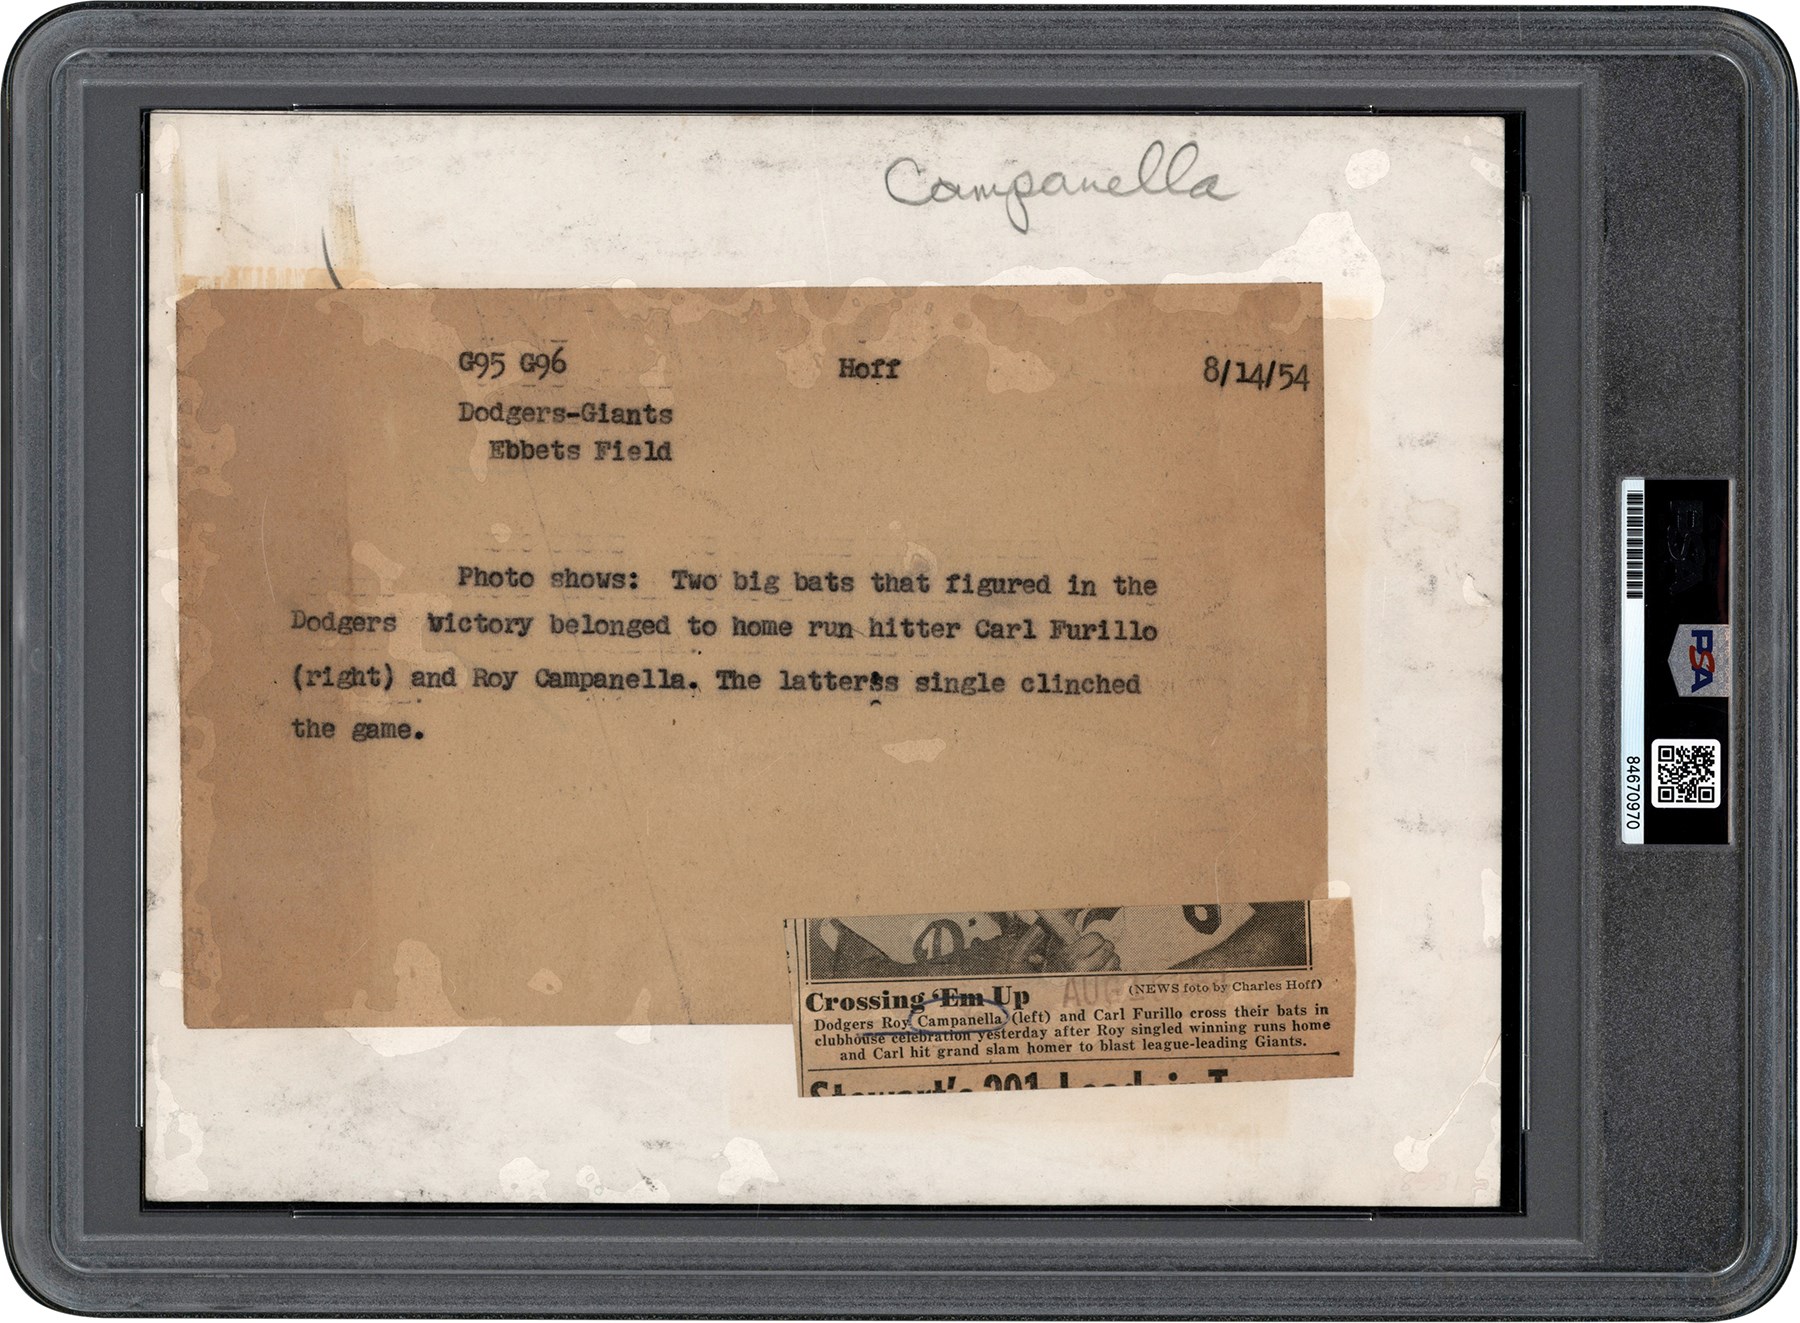 Campanella
G95 G96 Hoff 8/14/54
Dodgers-Giants
Ebbets Field
Photo shows: Two big bats that figured in the
Dodgers victory belonged to home run hitter Carl Furillo
(right) and Roy Campanella. The latter's single clinched
the game.
Crossing 'Em Up
(NEWS foto by Charles Hoff)
AUG
Dodgers Roy Campanella (left) and Carl Furillo cross their bats in
clubhouse celebration yesterday after Roy singled winning runs home
and Carl hit grand slam homer to blast league-leading Giants.
PSA
84670970